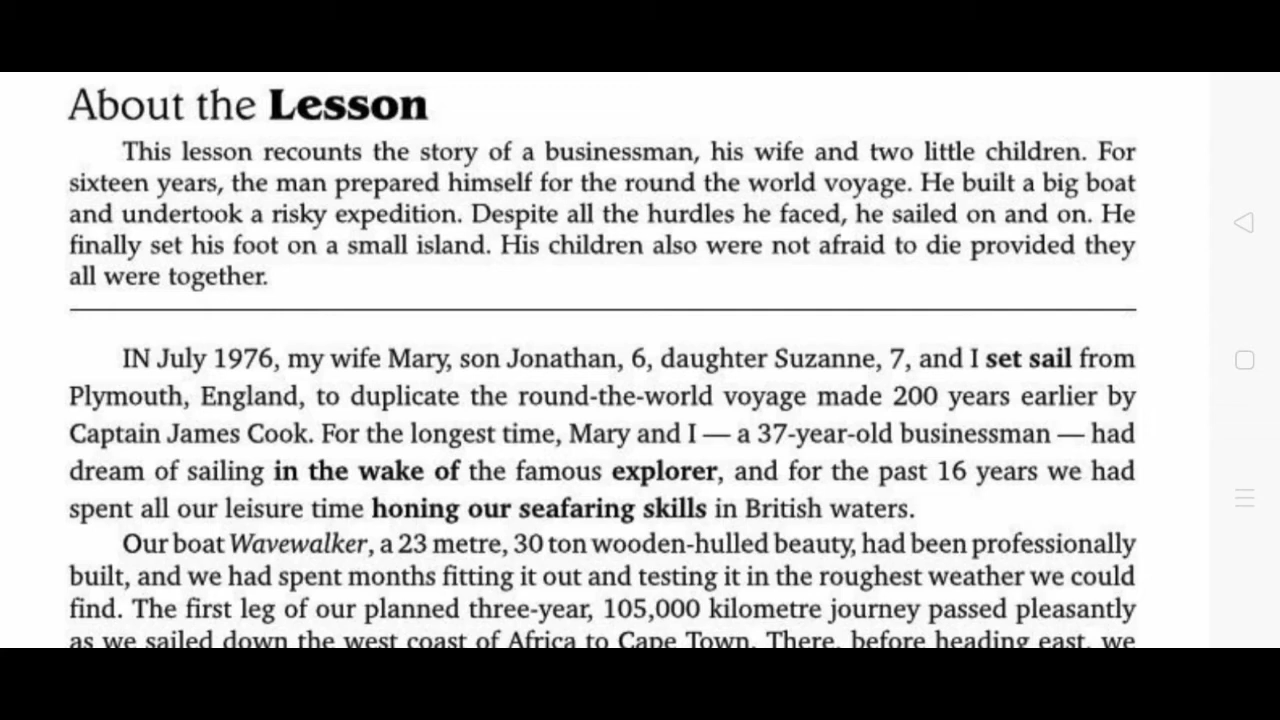 About the Lesson
This lesson recounts the story of a businessman, his wife and two little children. For
sixteen years, the man prepared himself for the round the world voyage. He built a big boat
and undertook a risky expedition. Despite all the hurdles he faced, he sailed on and on. He
finally set his foot on a small island. His children also were not afraid to die provided they
all were together.
IN July 1976, my wife Mary, son Jonathan, 6, daughter Suzanne, 7, and I set sail from
Plymouth, England, to duplicate the round-the-world voyage made 200 years earlier by
Captain James Cook. For the longest time, Mary and I — a 37-year-old businessman — had
dream of sailing in the wake of the famous explorer, and for the past 16 years we had
spent all our leisure time honing our seafaring skills in British waters.
Our boat Wavewalker, a 23 metre, 30 ton wooden-hulled beauty, had been professionally
built, and we had spent months fitting it out and testing it in the roughest weather we could
find. The first leg of our planned three-year, 105,000 kilometre journey passed pleasantly
as we sailed down the west coast of Africa to Cape Town. There, before heading east, we